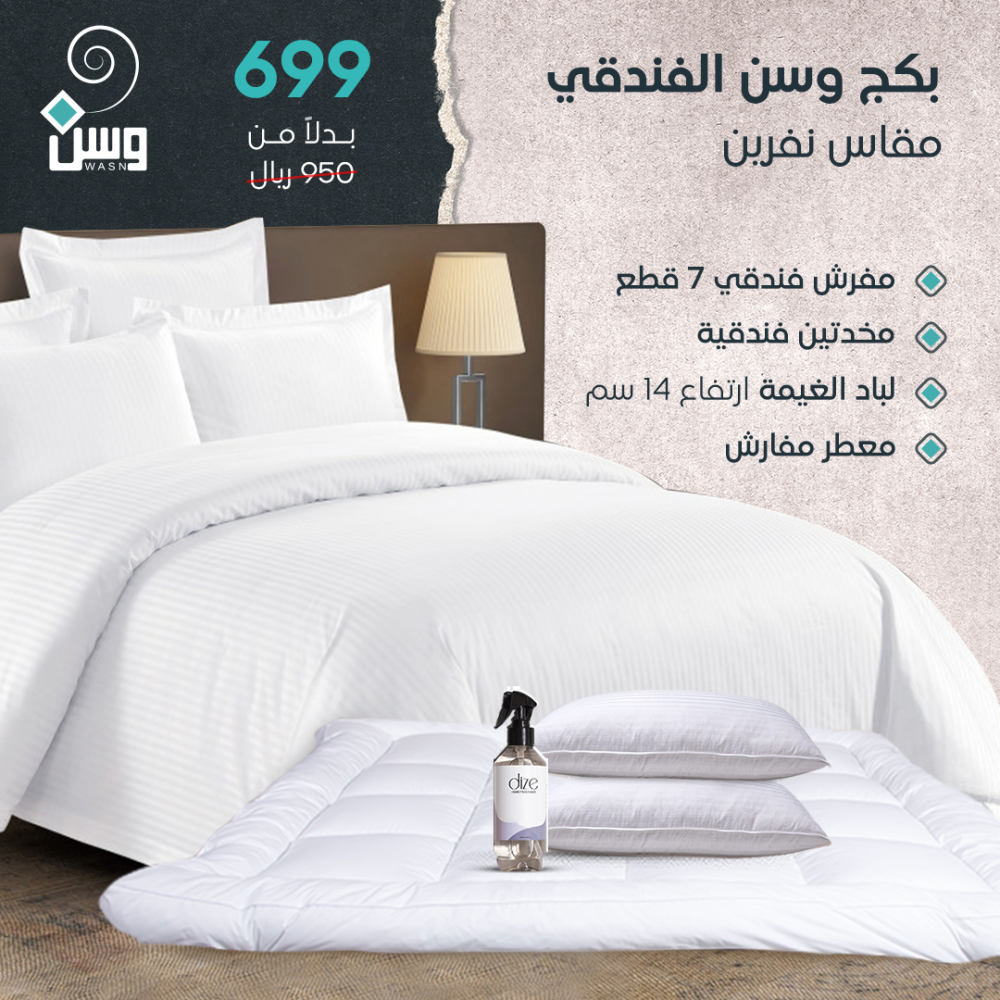 بكج وسن الفندقي
مقاس نفرين
699
بدلاً من
950 ريال
وسن
WASN
مفرش فندقي 7 قطع
مخدتين فندقية
لباد الغيمة ارتفاع 14 سم
معطر مفارش
dize